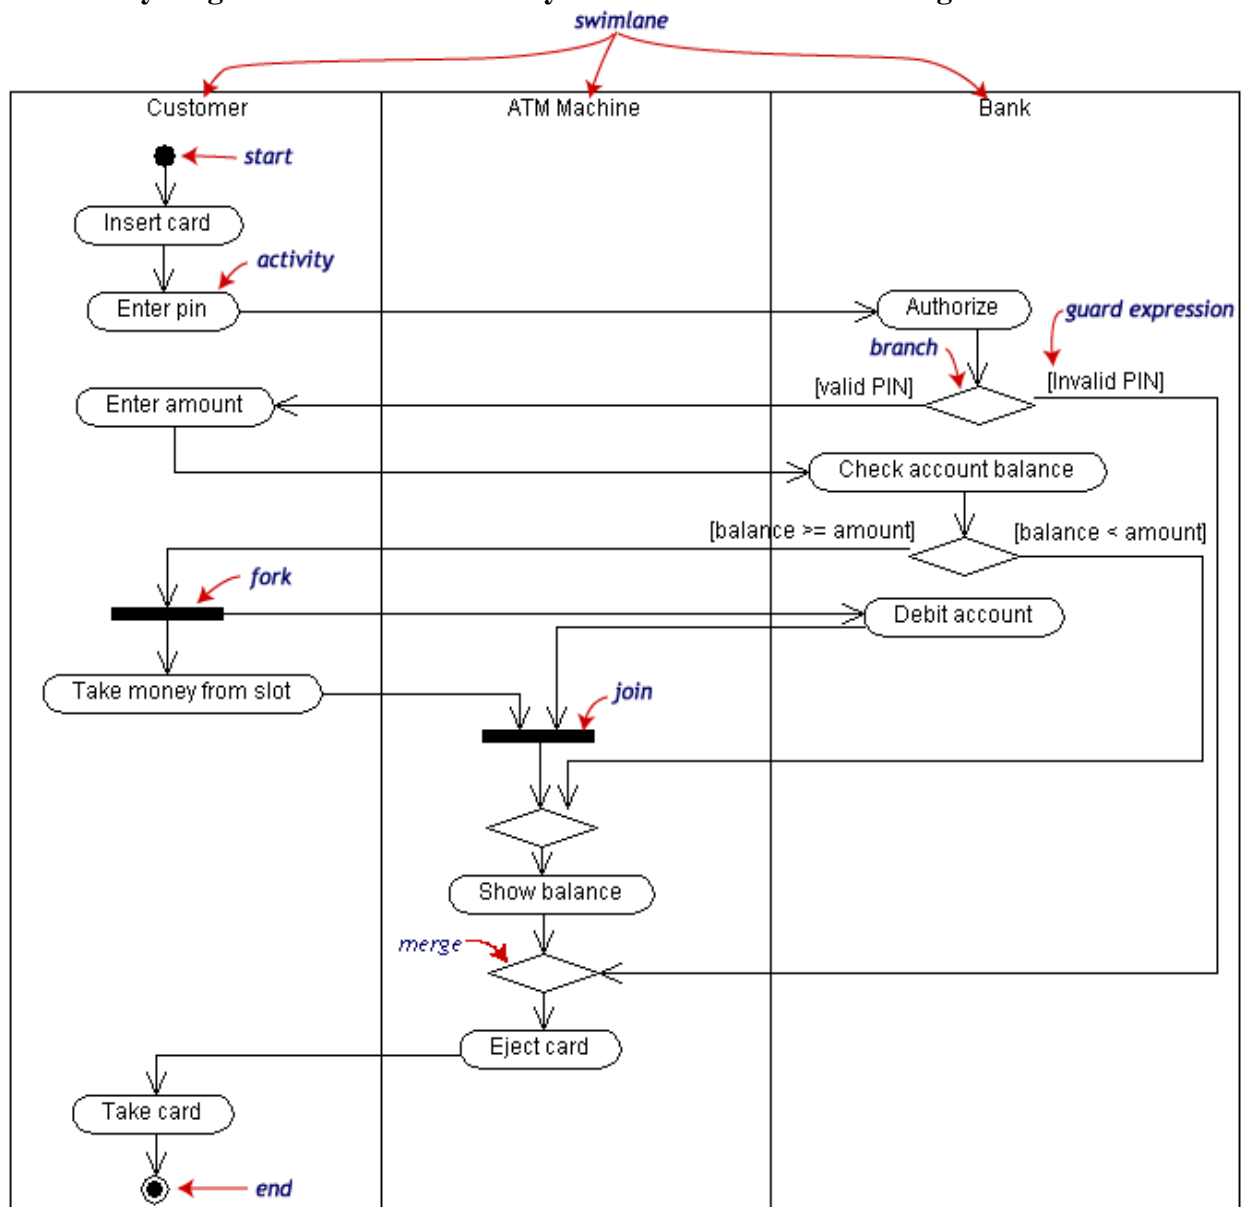 swimlane
Customer
ATM Machine
Bank
start
Insert card
activity
Enter pin
Authorize
guard expression
branch
[valid PIN]
[Invalid PIN]
Enter amount
Check account balance
[balance >= amount]
[balance < amount]
fork
Debit account
Take money from slot
join
Show balance
merge
Eject card
Take card
end